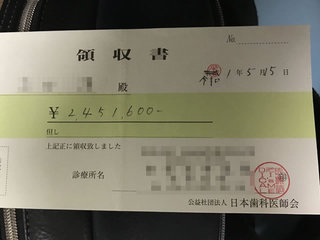 領収書
No.
殿
令和 1年5月5日
¥2,451,600-
但し
上記正に領収致しました
診療所名
公益社団法人 日本歯科医師会